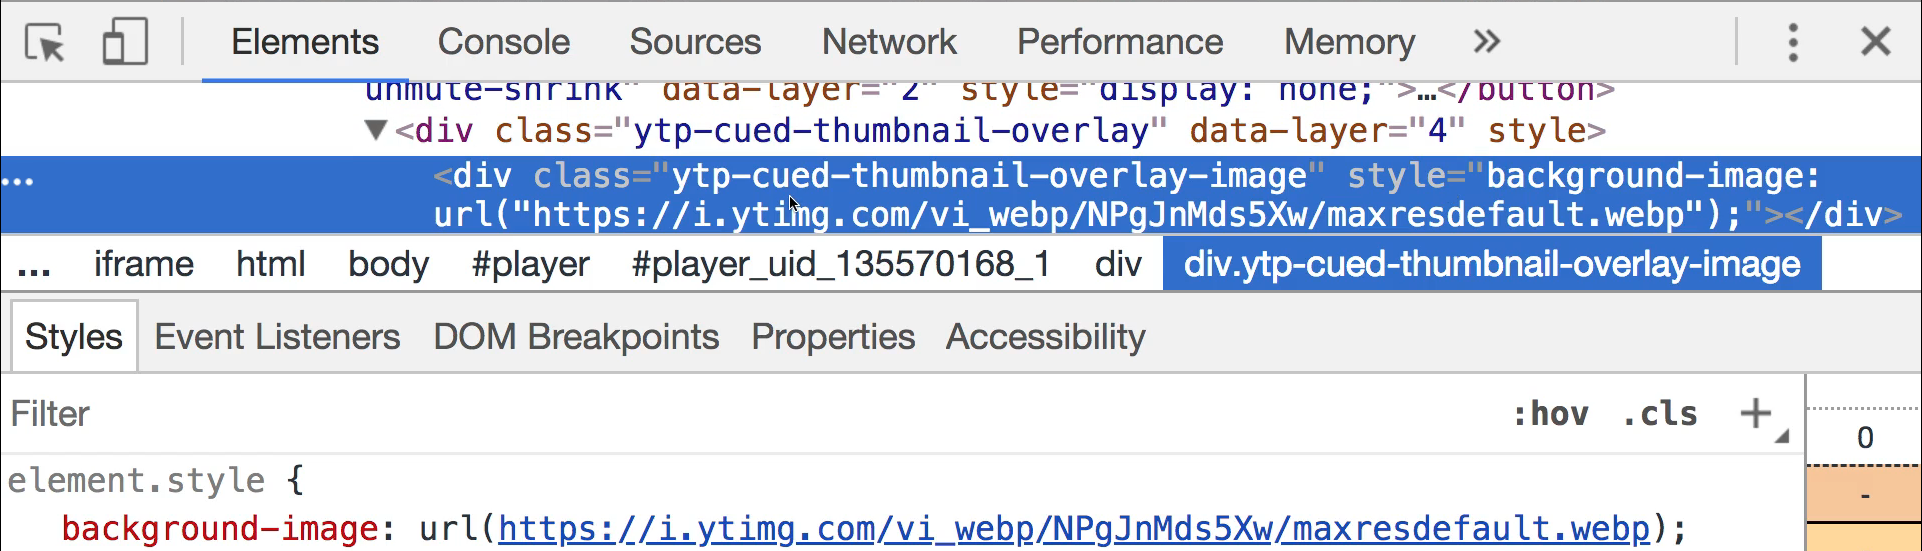 Elements Console Sources Network Performance Memory »
unmute-shrink" data-layer="2" style="display: none;">…</button>
▼<div class="ytp-cued-thumbnail-overlay" data-layer="4" style>
… <div class="ytp-cued-thumbnail-overlay-image" style="background-image:
url("https://i.ytimg.com/vi_webp/NPgJnMds5Xw/maxresdefault.webp");"></div>
... iframe html body #player #player_uid_135570168_1 div div.ytp-cued-thumbnail-overlay-image
Styles Event Listeners DOM Breakpoints Properties Accessibility
Filter :hov .cls +
0
element.style {
-
background-image: url(https://i.ytimg.com/vi_webp/NPgJnMds5Xw/maxresdefault.webp);